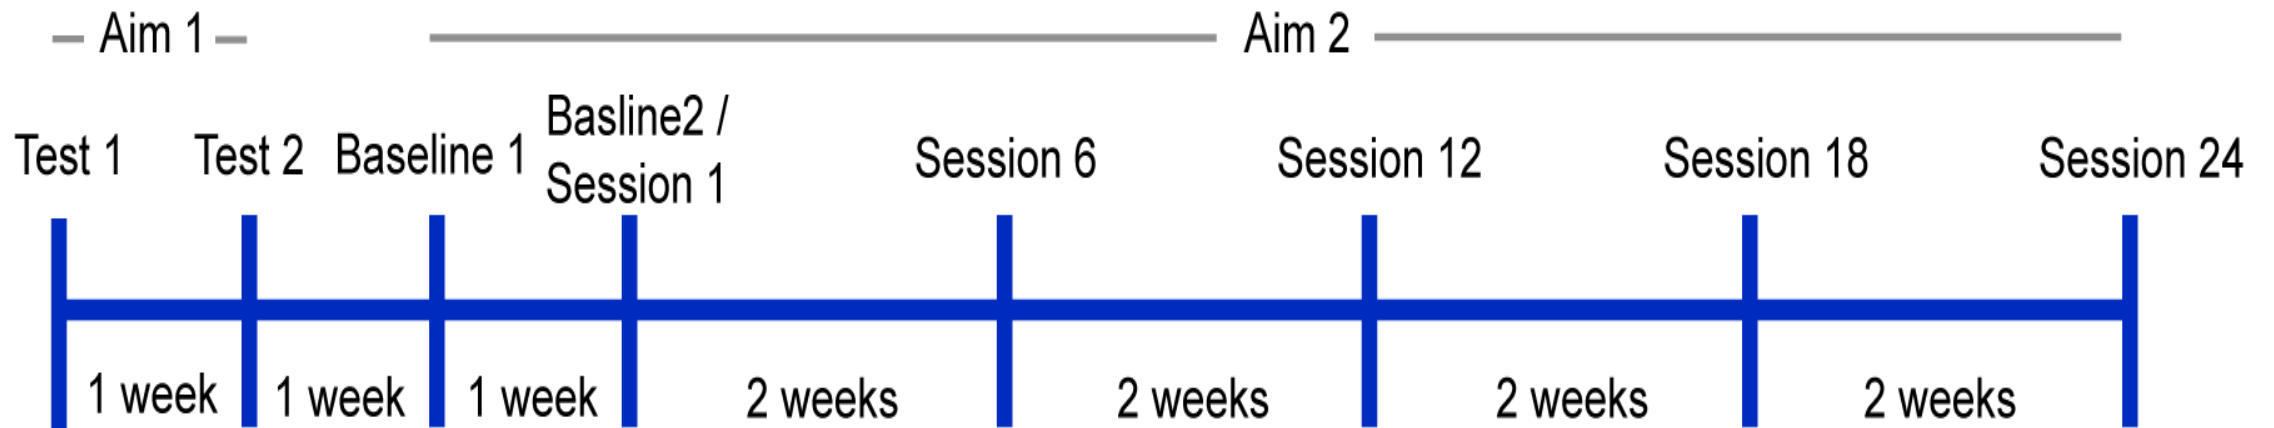 Aim 1 Aim 2
Test 1 Test 2 Baseline 1 Basline2 /
Session 1 Session 6 Session 12 Session 18 Session 24
1 week 1 week 1 week 2 weeks 2 weeks 2 weeks 2 weeks